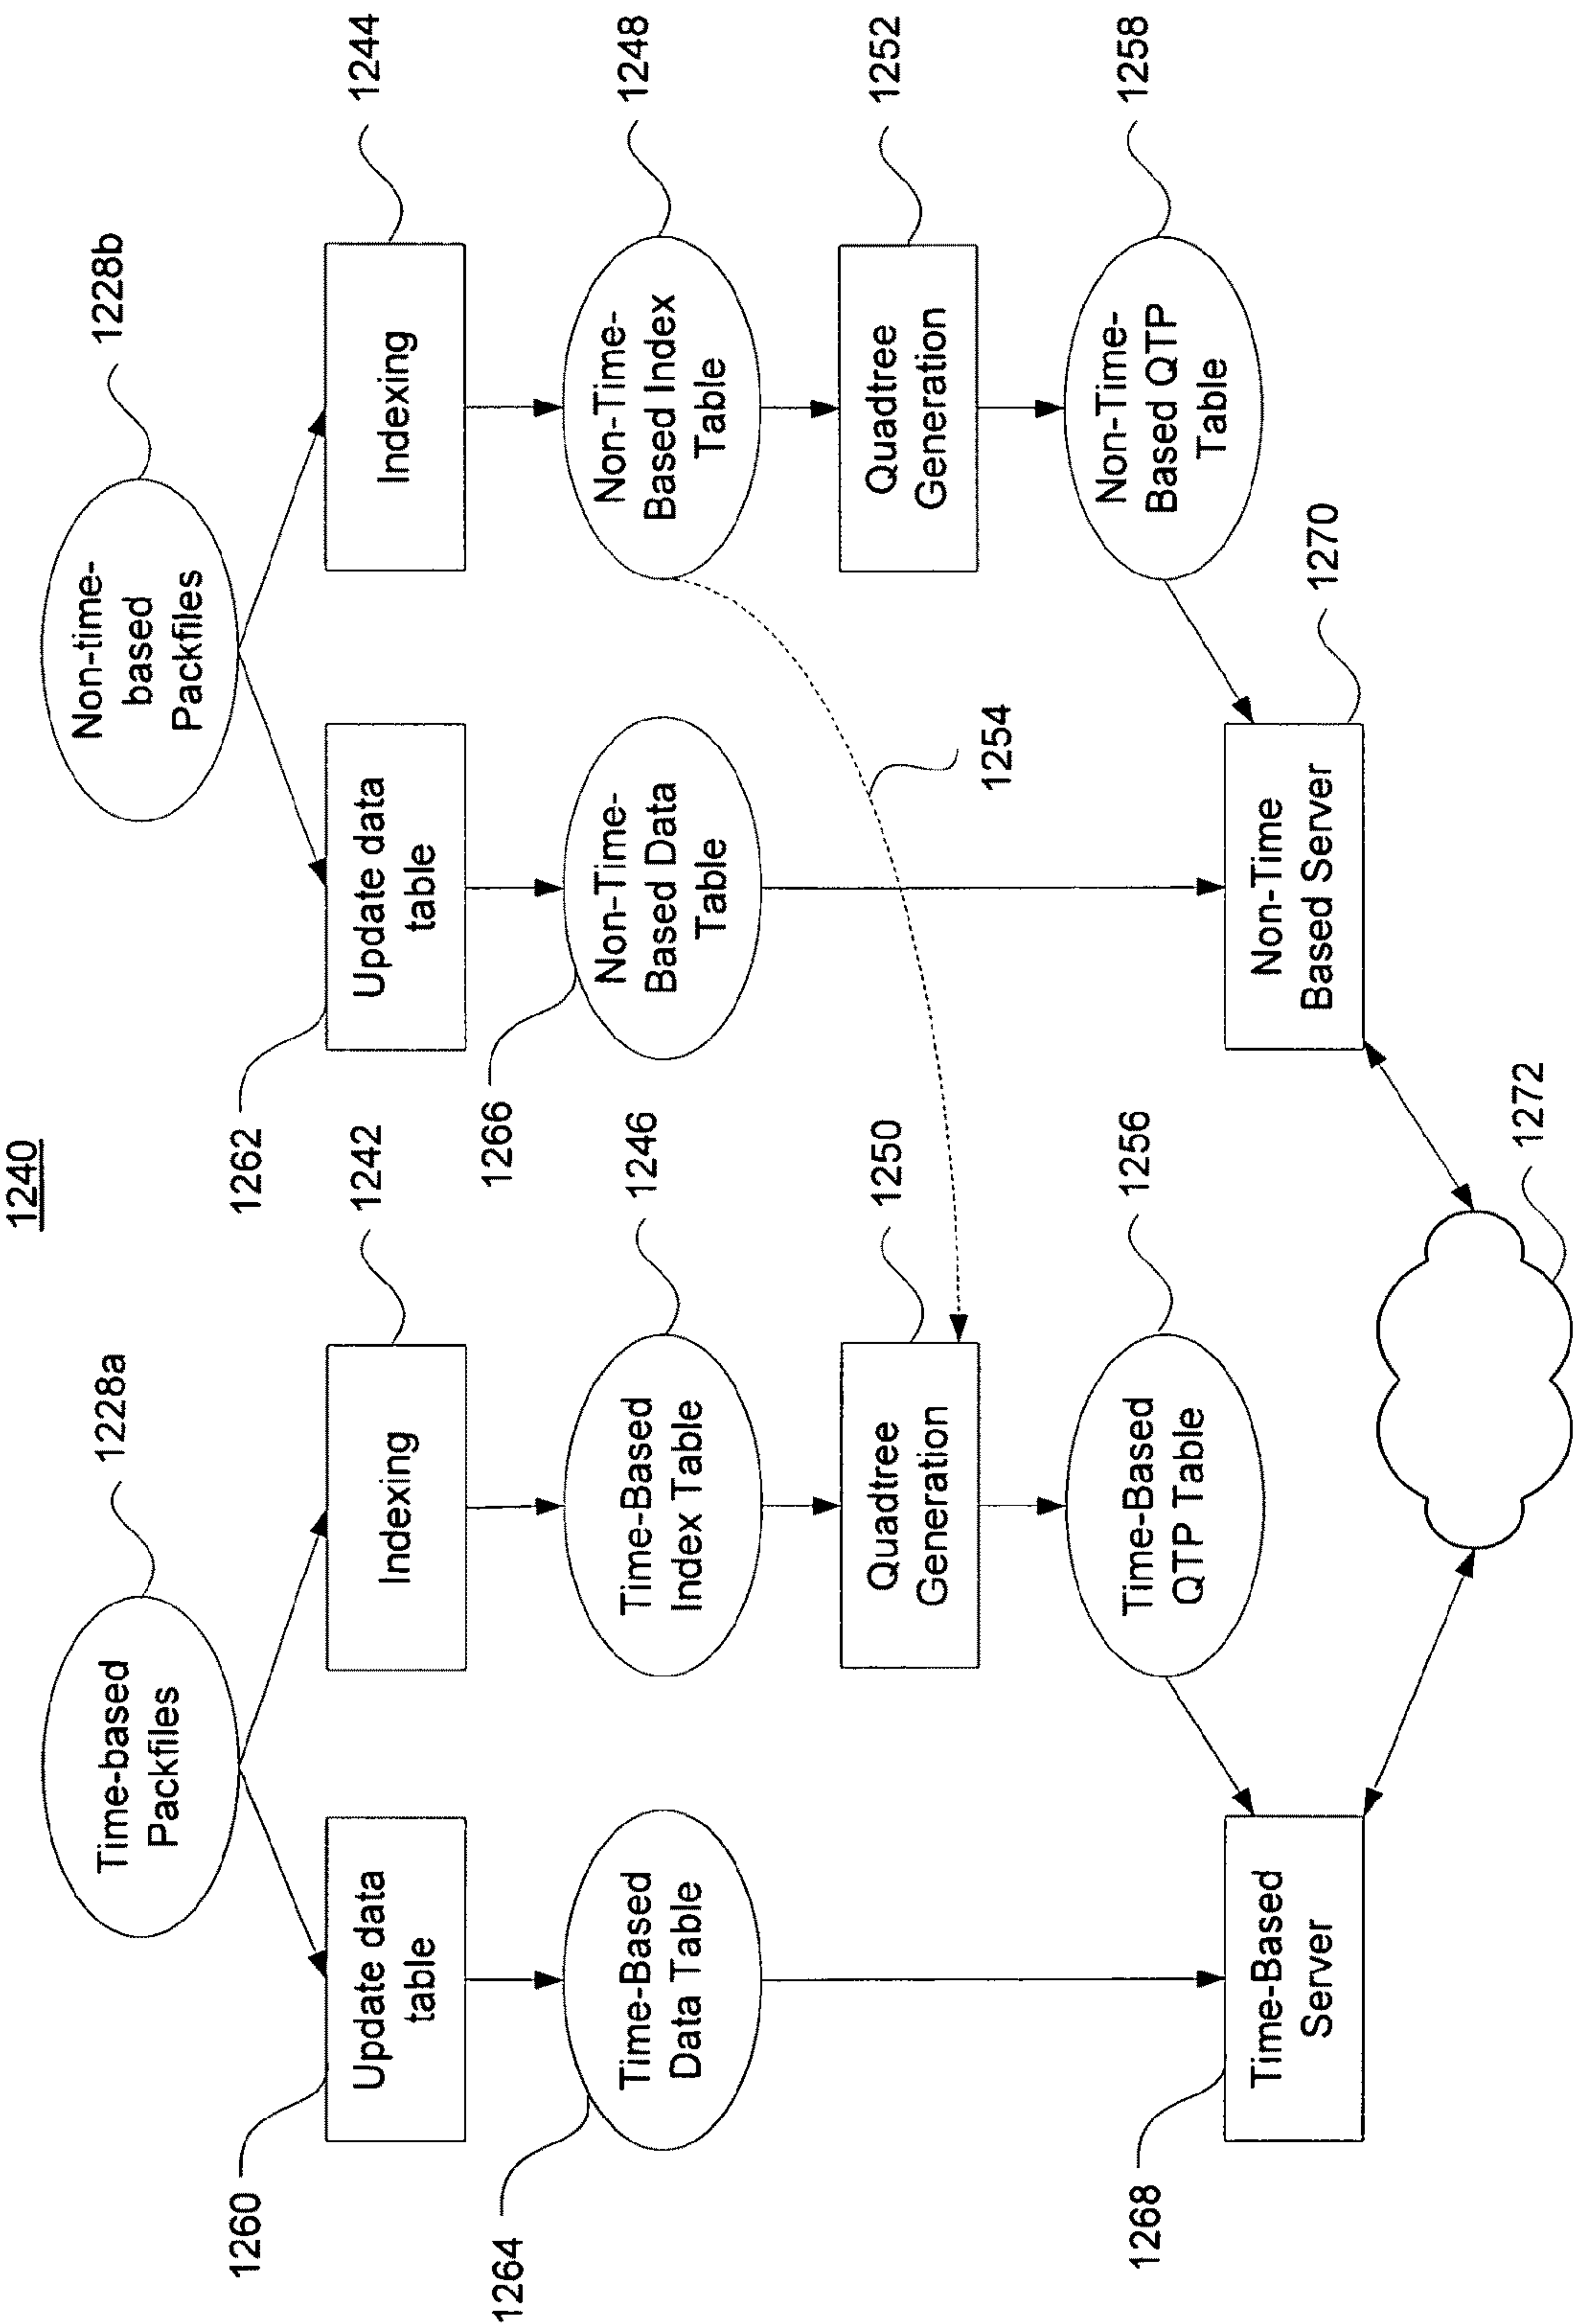 1240
1228a
1228b
Time-based
Packfiles
Non-time-
based
Packfiles
1260
1242
1262
1244
Update data
table
Indexing
Update data
table
Indexing
1264
1246
1266
1248
Time-Based
Data Table
Time-Based
Index Table
Non-Time-
Based Data
Table
Non-Time-
Based Index
Table
1250
1252
Quadtree
Generation
Quadtree
Generation
1254
1256
1258
Time-Based
QTP Table
Non-Time-
Based QTP
Table
1268
1270
Time-Based
Server
Non-Time
Based Server
1272